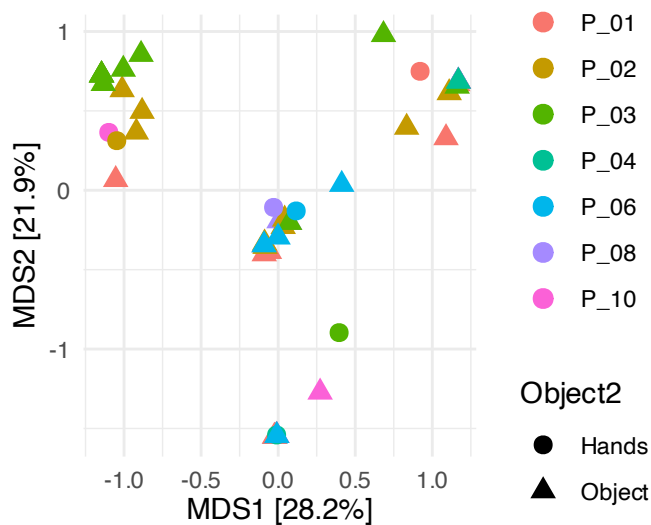 1
0
-1
MDS2 [21.9%]
-1.0
-0.5
0.0
0.5
1.0
MDS1 [28.2%]
P_01
P_02
P_03
P_04
P_06
P_08
P_10
Object2
Hands
Object